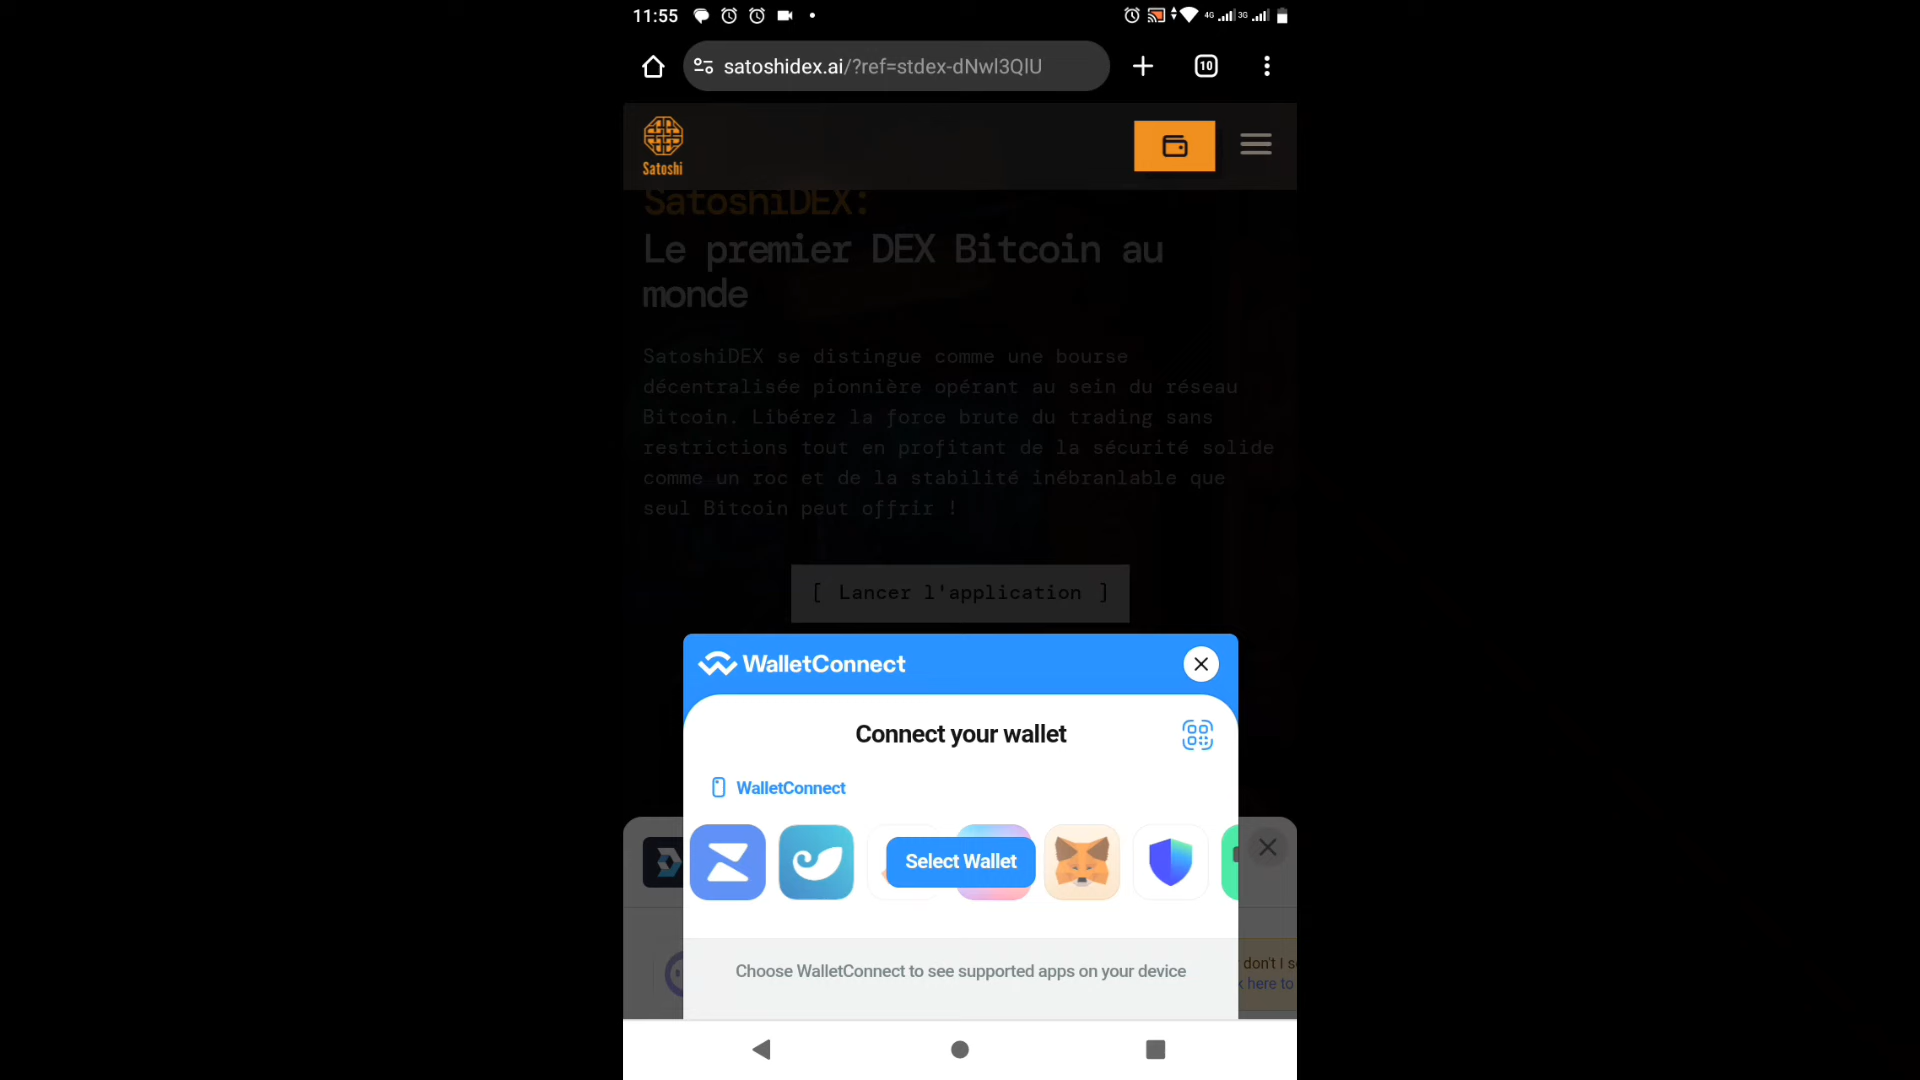 11:55
4G
3G
satoshidex.ai/?ref=stdex-dNwl3QlU
10
Satoshi
SatoshiDEX:
Le premier DEX Bitcoin au
monde
SatoshiDEX se distingue comme une bourse
décentralisée pionnière opérant au sein du réseau
Bitcoin. Libérez la force brute du trading sans
restrictions tout en profitant de la sécurité solide
comme un roc et de la stabilité inébranlable que
seul Bitcoin peut offrir !
[ Lancer l'application ]
WalletConnect
Connect your wallet
WalletConnect
Select Wallet
don't I
here to
Choose WalletConnect to see supported apps on your device